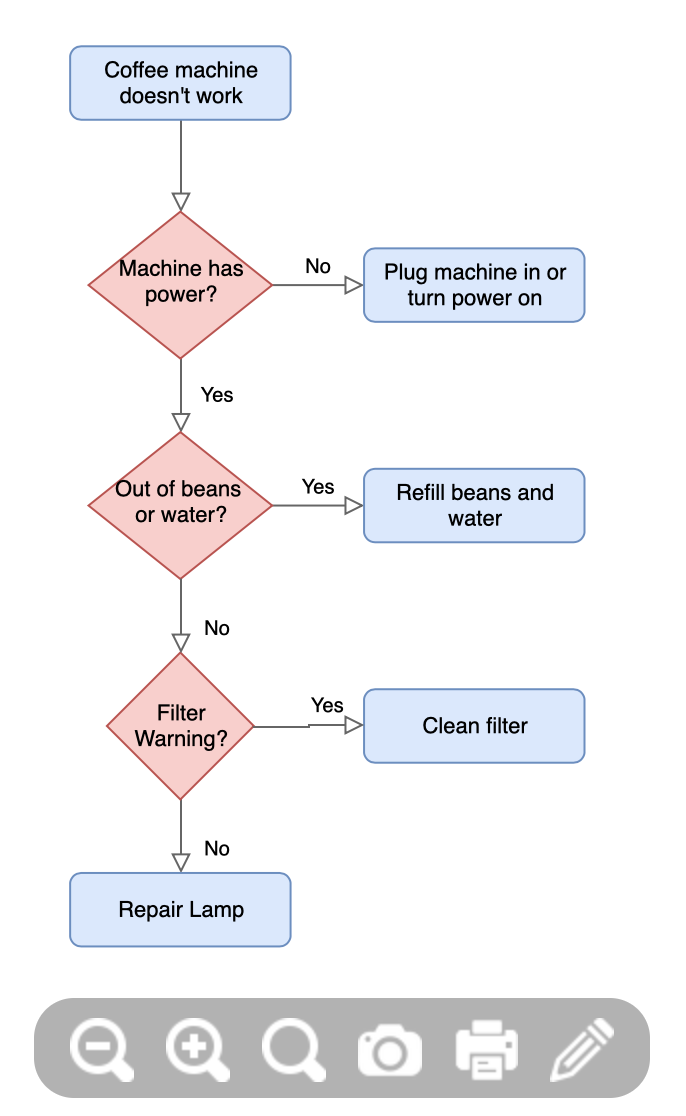 Coffee machine
doesn't work
Machine has
power?
No
Plug machine in or
turn power on
Yes
Out of beans
or water?
Yes
Refill beans and
water
No
Filter
Warning?
Yes
Clean filter
No
Repair Lamp